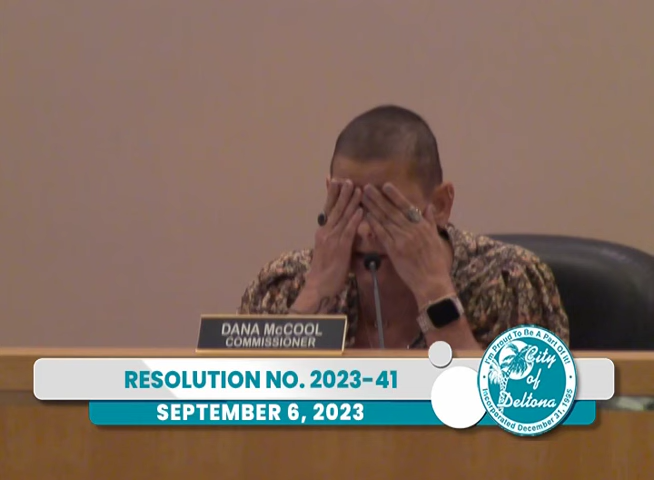 DANA McCOOL
COMMISSIONER
RESOLUTION NO. 2023-41
SEPTEMBER 6, 2023
I'm Proud To Be A Part Of It!
City
of
Deltona
Incorporated December 31, 1995